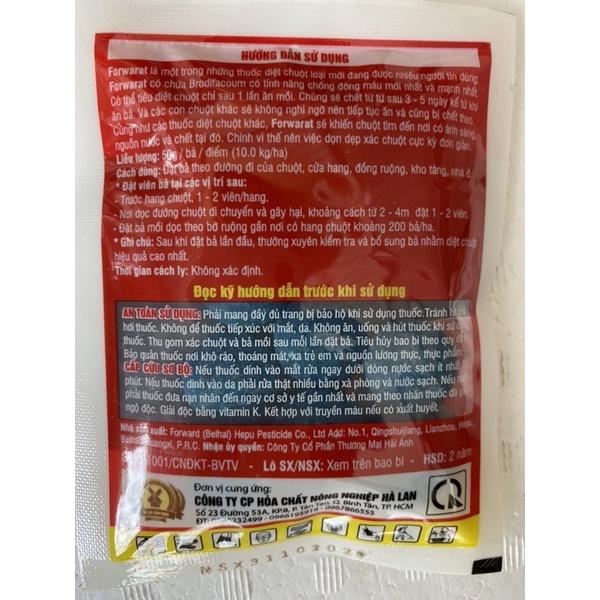 HƯỚNG DẪN SỬ DỤNG
Forwarat là một trong những thuốc diệt chuột loại mới đang được nhiều người tin dùng.
Forwarat có chứa Brodifacoum có tính năng chống đông máu mới nhất và mạnh nhất.
Có thể tiêu diệt chuột chỉ sau 1 lần ăn mồi. Chúng sẽ chết từ từ sau 3 - 5 ngày kể từ khi
ăn bả. Và các con chuột khác sẽ không nghi ngờ nên tiếp tục ăn và cũng bị chết theo.
Cũng như các thuốc diệt chuột khác, Forwarat sẽ khiến chuột tìm đến nơi có ánh sáng,
nguồn nước và chết tại đó. Chính vì thế nên việc dọn dẹp xác chuột cực kỳ đơn giản.
Liều lượng: 50g / bả / điểm (10.0 kg/ha)
Cách dùng: Đặt bả theo đường đi của chuột, cửa hang, đồng ruộng, kho tàng, nhà ở.
* Đặt viên bả tại các vị trí sau:
- Trước hang chuột, 1 - 2 viên/hang.
- Nơi dọc đường chuột di chuyển và gây hại, khoảng cách từ 2 - 4m đặt 1 - 2 viên.
- Đặt bả mồi dọc theo bờ ruộng gần nơi có hang chuột khoảng 200 bả/ha.
* Ghi chú: Sau khi đặt bả lần đầu, thường xuyên kiểm tra và bổ sung bả nhằm diệt chuột
hiệu quả cao nhất.
Thời gian cách ly: Không xác định.
Đọc kỹ hướng dẫn trước khi sử dụng
AN TOÀN SỬ DỤNG: Phải mang đầy đủ trang bị bảo hộ khi sử dụng thuốc. Tránh hít
hơi thuốc. Không để thuốc tiếp xúc với mắt, da. Không ăn, uống và hút thuốc khi sử
thuốc. Thu gom xác chuột và bả mồi sau mỗi lần đặt bả. Tiêu hủy bao bì theo quy
Bảo quản thuốc nơi khô ráo, thoáng mát, xa trẻ em và nguồn lương thực, thực phẩm
CẤP CỨU SƠ BỘ: Nếu thuốc dính vào mắt rửa ngay dưới dòng nước sạch ít nhất
phút. Nếu thuốc dính vào da phải rửa thật nhiều bằng xà phòng và nước sạch. Nếu
phải thuốc đưa nạn nhân đến ngay cơ sở y tế gần nhất và mang theo nhãn thuốc đã
ngộ độc. Giải độc bằng vitamin K. Kết hợp với truyền máu nếu có xuất huyết.
Nhà sản xuất: Forward (Beihai) Hepu Pesticide Co., Ltd Add: No.1, Qingshuijiang, Lianzhou, Hepu,
Beihai, Guangxi, P.R.C. Nhận ủy quyền: Công Ty Cổ Phần Thương Mại Hải Ánh
1001/CNĐKT-BVTV - Lô SX/NSX: Xem trên bao bì - HSD: 2 năm
Đơn vị cung ứng:
CÔNG TY CP HÓA CHẤT NÔNG NGHIỆP HÀ LAN
Số 23 Đường 53A, KP.8, P. Tân Tạo, Q. Bình Tân, TP. HCM
ĐT: 0966195919 - 0967866555